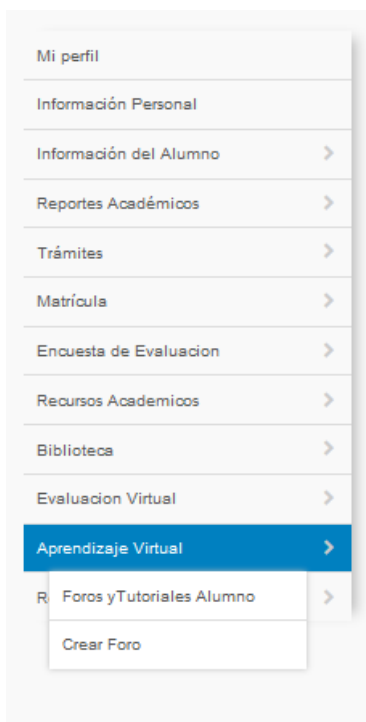 Mi perfil
Información Personal
Información del Alumno
Reportes Académicos
Trámites
Matrícula
Encuesta de Evaluacion
Recursos Academicos
Biblioteca
Evaluacion Virtual
Aprendizaje Virtual
Foros yTutoriales Alumno
Crear Foro